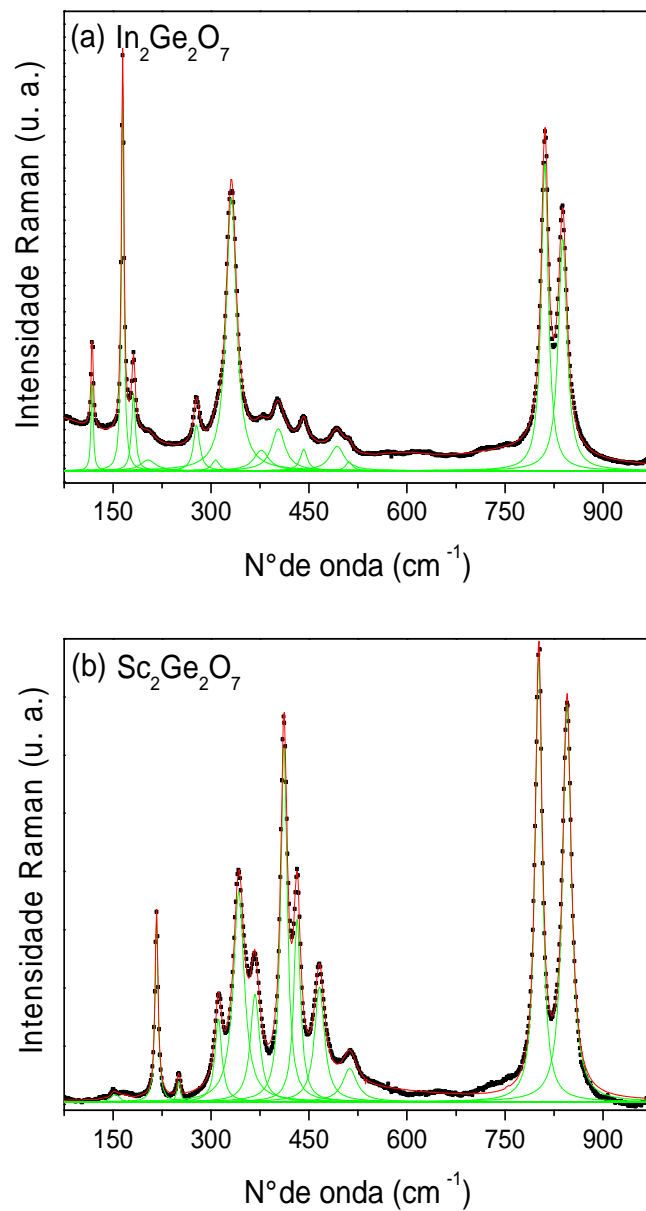 (a) In₂Ge₂O₇
Intensidade Raman (u. a.)
150 300 450 600 750 900
N° de onda (cm⁻¹)
(b) Sc₂Ge₂O₇
Intensidade Raman (u. a.)
150 300 450 600 750 900
N° de onda (cm⁻¹)